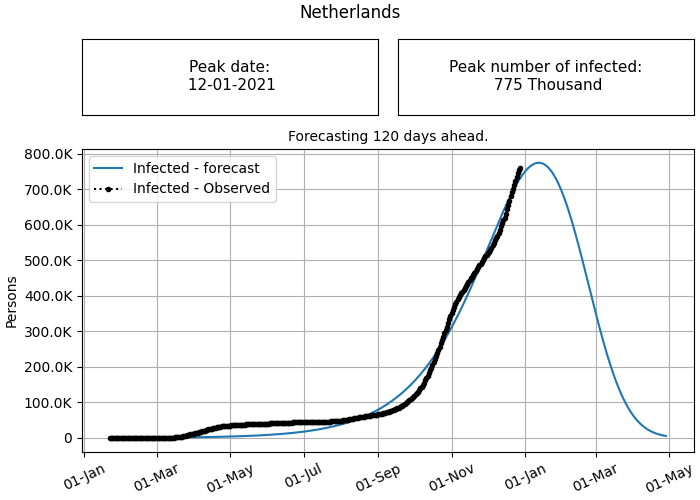 Netherlands
Peak date:
12-01-2021
Peak number of infected:
775 Thousand
Forecasting 120 days ahead.
Infected - forecast
Infected - Observed
800.0K
700.0K
600.0K
500.0K
400.0K
300.0K
200.0K
100.0K
0
Persons
01-Jan
01-Mar
01-May
01-Jul
01-Sep
01-Nov
01-Jan
01-Mar
01-May